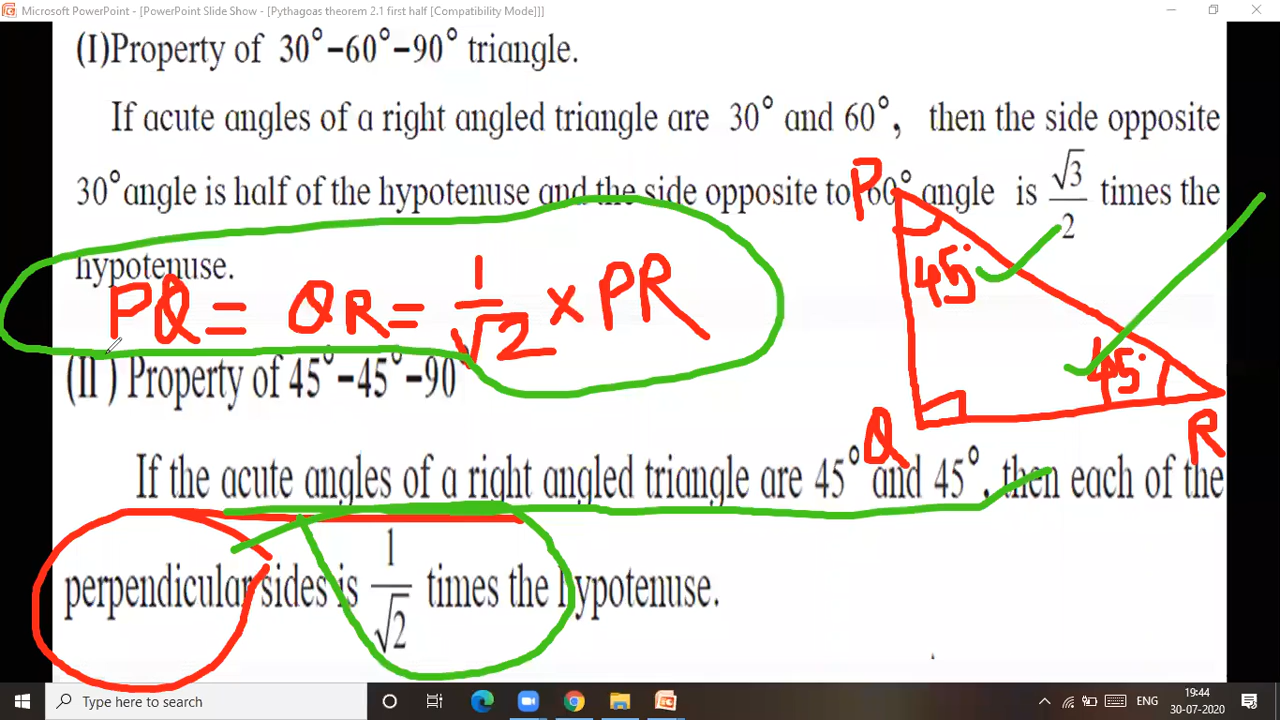 Microsoft PowerPoint - [PowerPoint Slide Show - [Pythagoas theorem 2.1 first half [Compatibility Mode]]]
(I)Property of 30°-60°-90° triangle.
If acute angles of a right angled triangle are 30° and 60°, then the side opposite
30°angle is half of the hypotenuse and the side opposite to 60° angle is √3/2 times the
hypotenuse.
P
45°
PQ = QR = 1/√2 × PR
45°
(II ) Property of 45°-45°-90°
Q R
If the acute angles of a right angled triangle are 45° and 45°, then each of the
perpendicular sides is 1/√2 times the hypotenuse.
Type here to search
ENG
19:44
30-07-2020